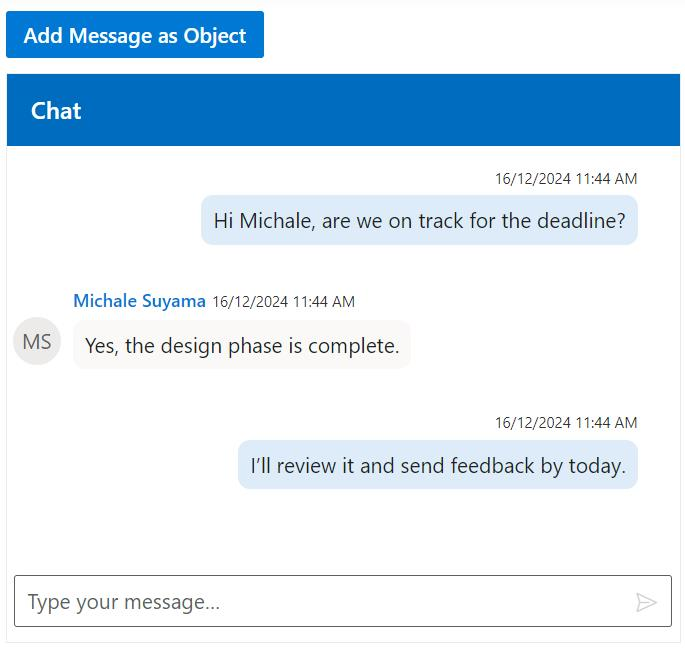 Add Message as Object
Chat
16/12/2024 11:44 AM
Hi Michale, are we on track for the deadline?
Michale Suyama 16/12/2024 11:44 AM
MS
Yes, the design phase is complete.
16/12/2024 11:44 AM
I’ll review it and send feedback by today.
Type your message...